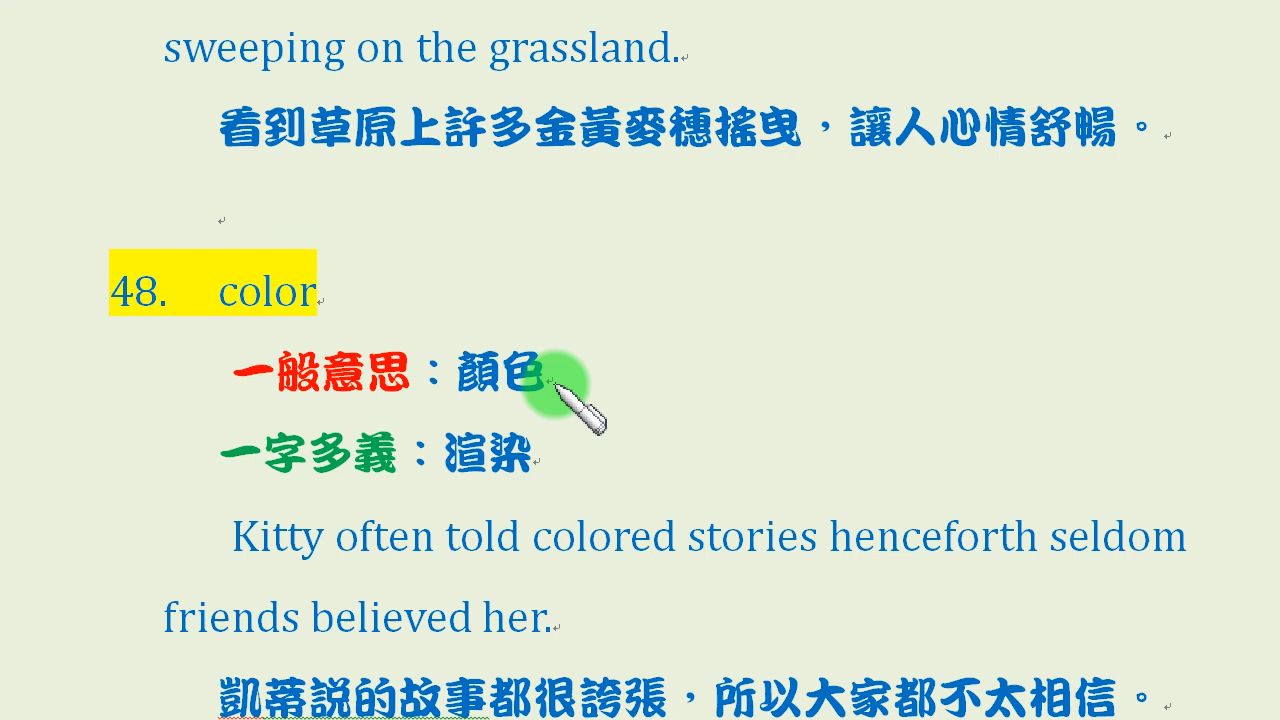 sweeping on the grassland.
看到草原上許多金黃麥穗搖曳，讓人心情舒暢。
48. color
一般意思：顏色
一字多義：渲染
Kitty often told colored stories henceforth seldom
friends believed her.
凱蒂說的故事都很誇張，所以大家都不太相信。